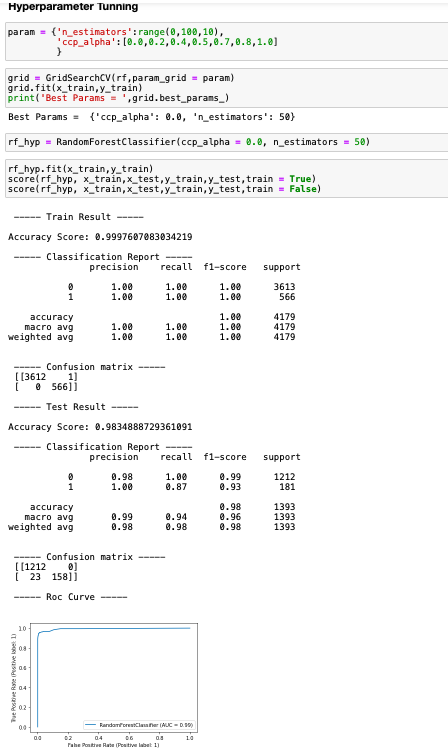 Hyperparameter Tunning
param = {'n_estimators':range(0,100,10),
'ccp_alpha':[0.0,0.2,0.4,0.5,0.7,0.8,1.0]
}
grid = GridSearchCV(rf,param_grid = param)
grid.fit(x_train,y_train)
print('Best Params = ',grid.best_params_)
Best Params =  {'ccp_alpha': 0.0, 'n_estimators': 50}
rf_hyp = RandomForestClassifier(ccp_alpha = 0.0, n_estimators = 50)
rf_hyp.fit(x_train,y_train)
score(rf_hyp, x_train,x_test,y_train,y_test,train = True)
score(rf_hyp, x_train,x_test,y_train,y_test,train = False)
----- Train Result -----
Accuracy Score: 0.9997607083034219
----- Classification Report -----
precision recall f1-score support
0 1.00 1.00 1.00 3613
1 1.00 1.00 1.00 566
accuracy 1.00 4179
macro avg 1.00 1.00 1.00 4179
weighted avg 1.00 1.00 1.00 4179
----- Confusion matrix -----
[[3612 1]
[ 0 566]]
----- Test Result -----
Accuracy Score: 0.9834888729361091
----- Classification Report -----
precision recall f1-score support
0 0.98 1.00 0.99 1212
1 1.00 0.87 0.93 181
accuracy 0.98 1393
macro avg 0.99 0.94 0.96 1393
weighted avg 0.98 0.98 0.98 1393
----- Confusion matrix -----
[[1212 0]
[ 23 158]]
----- Roc Curve -----
1.0
0.8
0.6
0.4
0.2
0.0
True Positive Rate (Positive label: 1)
RandomForestClassifier (AUC = 0.99)
0.0 0.2 0.4 0.6 0.8 1.0
False Positive Rate (Positive label: 1)